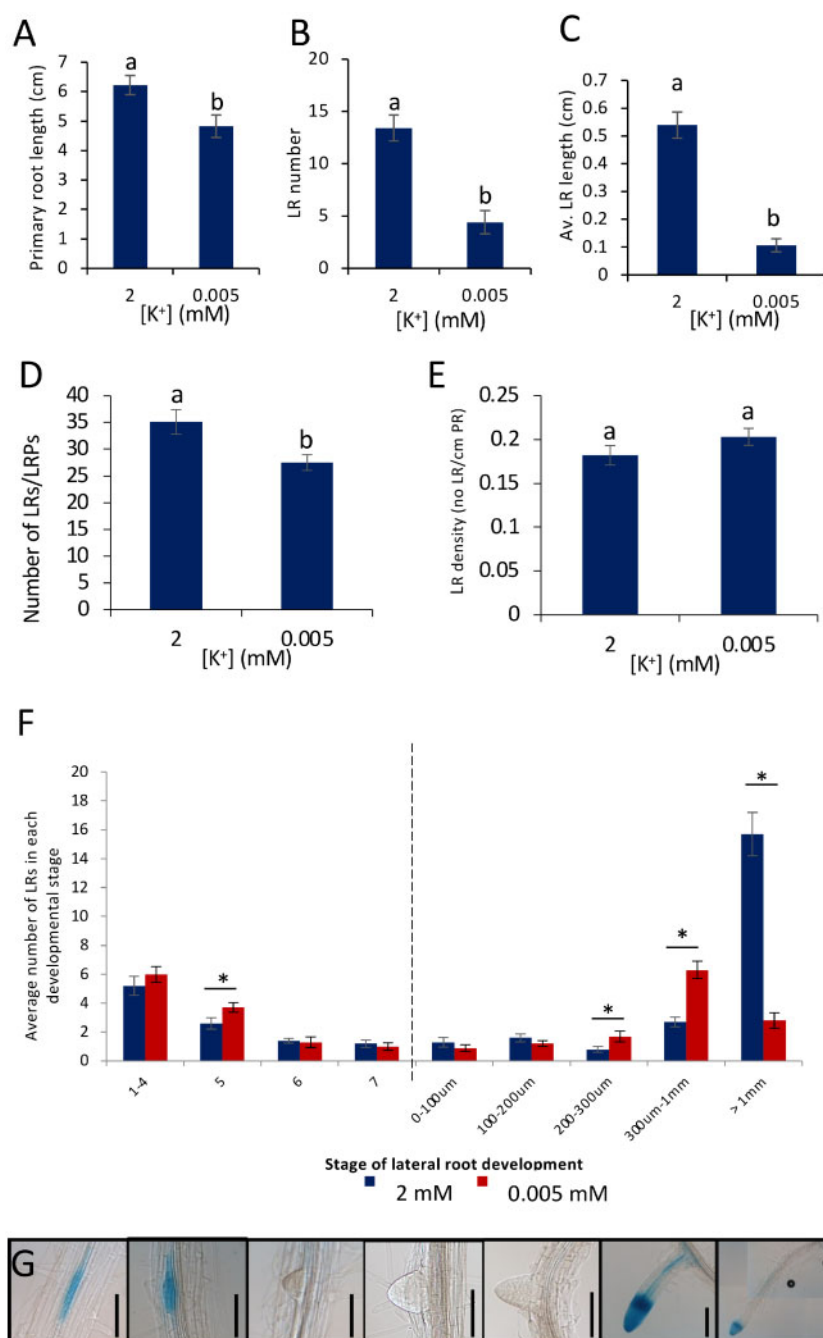 A
Primary root length (cm)
7
6
5
4
3
2
1
0
a
b
2 0.005
[K⁺] (mM)
B
LR number
20
15
10
5
0
a
b
2 0.005
[K⁺] (mM)
C
Av. LR length (cm)
0.7
0.6
0.5
0.4
0.3
0.2
0.1
0
a
b
2 0.005
[K⁺] (mM)
D
Number of LRs/LRPs
40
35
30
25
20
15
10
5
0
a
b
2 0.005
[K⁺] (mM)
E
LR density (no LR/cm PR)
0.25
0.2
0.15
0.1
0.05
0
a
a
2 0.005
[K⁺] (mM)
F
Average number of LRs in each
developmental stage
20
18
16
14
12
10
8
6
4
2
0
*
*
*
*
1-4 5 6 7 0-100um 100-200um 200-300um 300um-1mm > 1mm
Stage of lateral root development
2 mM 0.005 mM
G